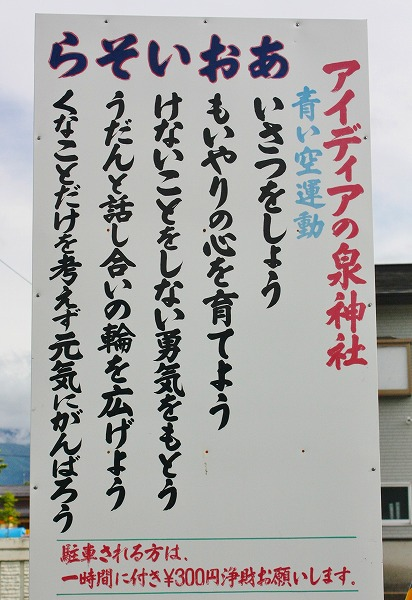 アイディアの泉神社
青い空運動
あいさつをしょう
おもいやりの心を育てよう
いけないことをしない勇気をもとう
そうだんと話し合いの輪を広げよう
らくなことだけを考えず元気にがんばろう
駐車される方は、
一時間に付き¥300円浄財お願いします。